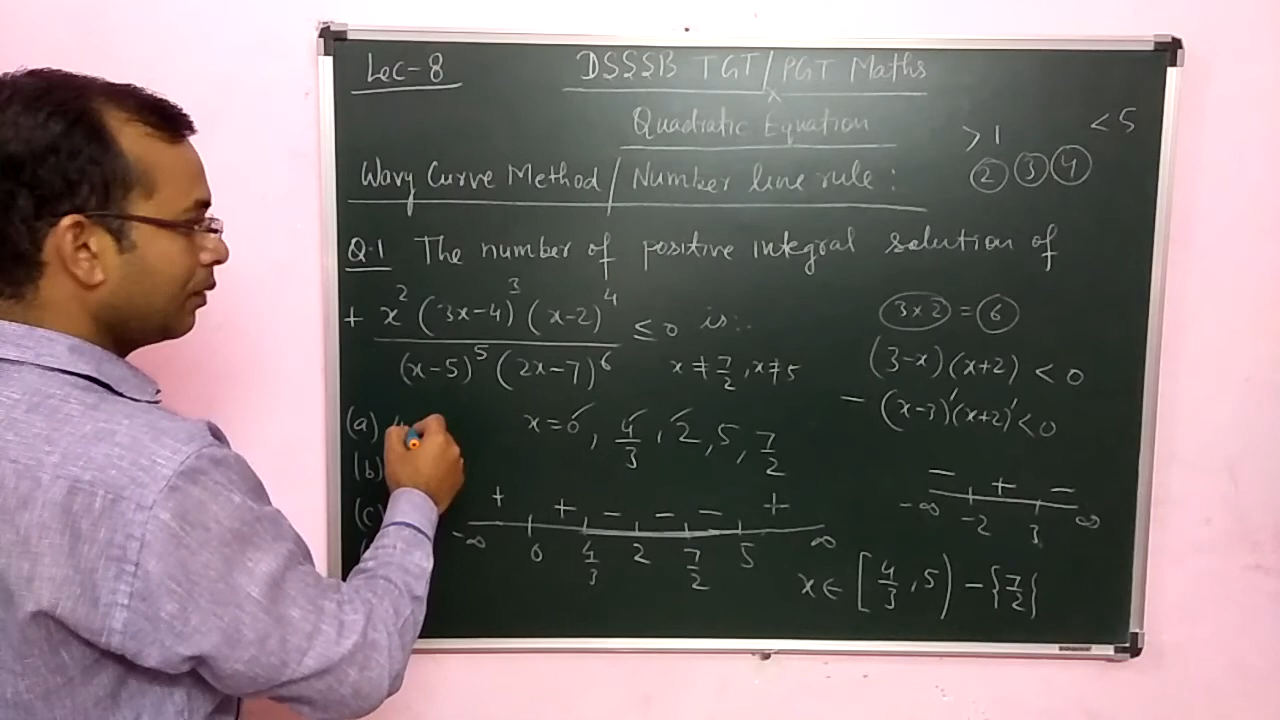 Lec-8 DSSSB TGT/PGT Maths
Quadratic Equation
>1 <5
Wavy Curve Method / Number line rule :
2 3 4
Q.1 The number of positive integral solution of
+ x² (3x-4)³ (x-2)⁴ / (x-5)⁵ (2x-7)⁶ ≤ 0 is:.
x ≠ 7/2, x ≠ 5
3×2 = 6
(3-x)(x+2) < 0
- (x-3)'(x+2)' < 0
(a)
(b)
(c)
x = 0, 4/3, 2, 5, 7/2
+ + - - - +
-∞ 0 4/3 2 7/2 5 ∞
- + -
-∞ -2 3 ∞
x ∈ [4/3, 5) - {7/2}